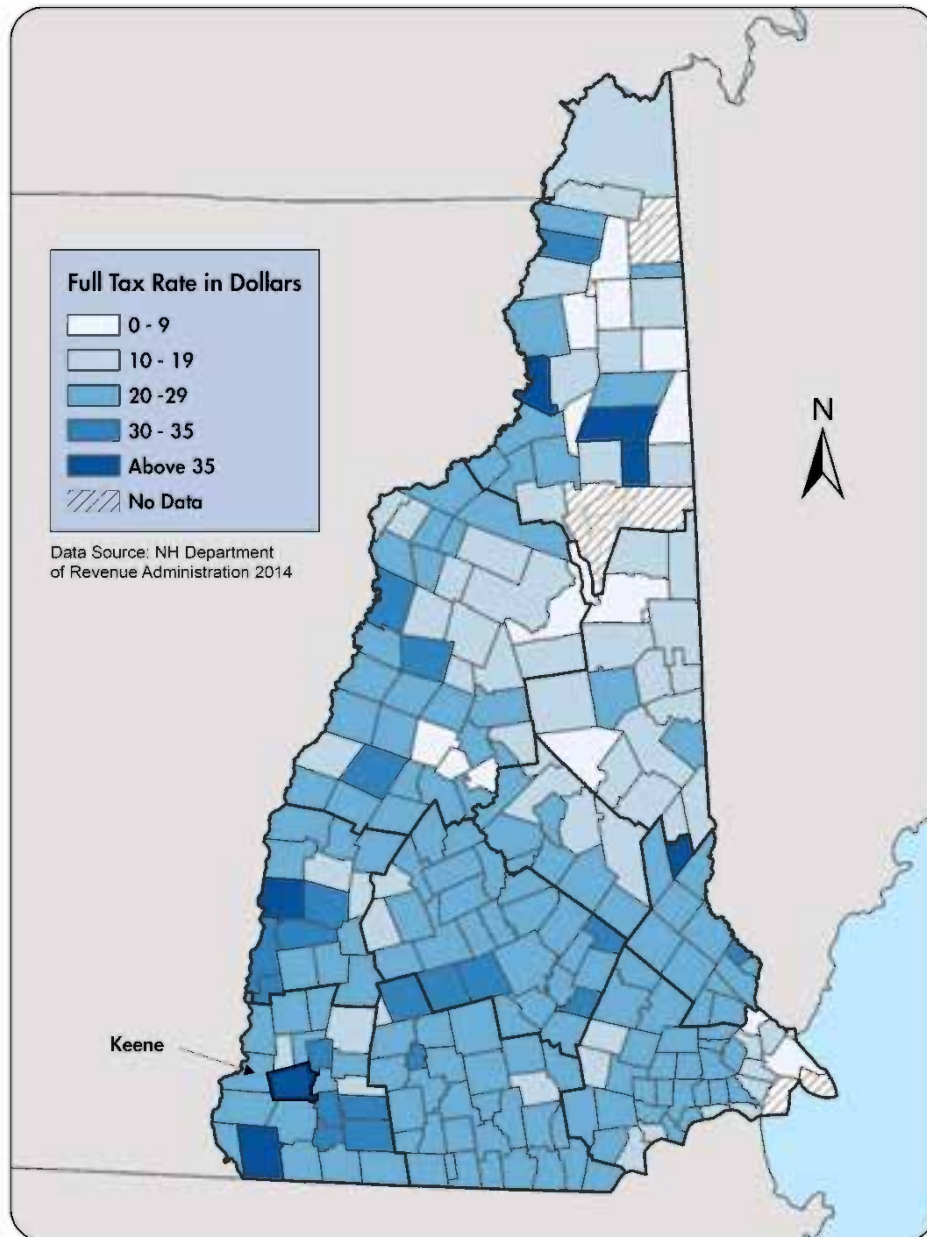 Full Tax Rate in Dollars
0 - 9
10 - 19
20 -29
30 - 35
Above 35
No Data
Data Source: NH Department
of Revenue Administration 2014
N
Keene